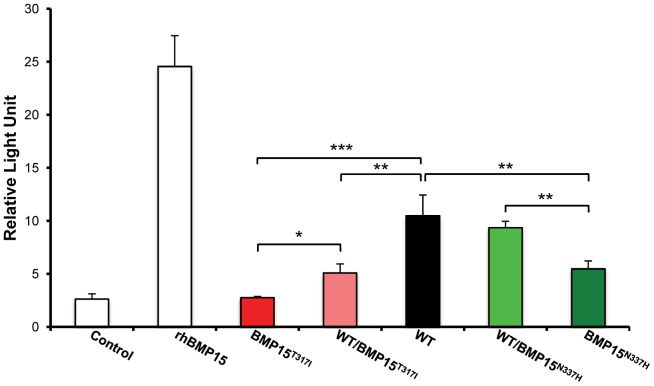 30
25
20
15
10
5
0
Relative Light Unit
***
**
**
**
*
Control
rhBMP15
BMP15T317I
WT/BMP15T317I
WT
WT/BMP15N337H
BMP15N337H